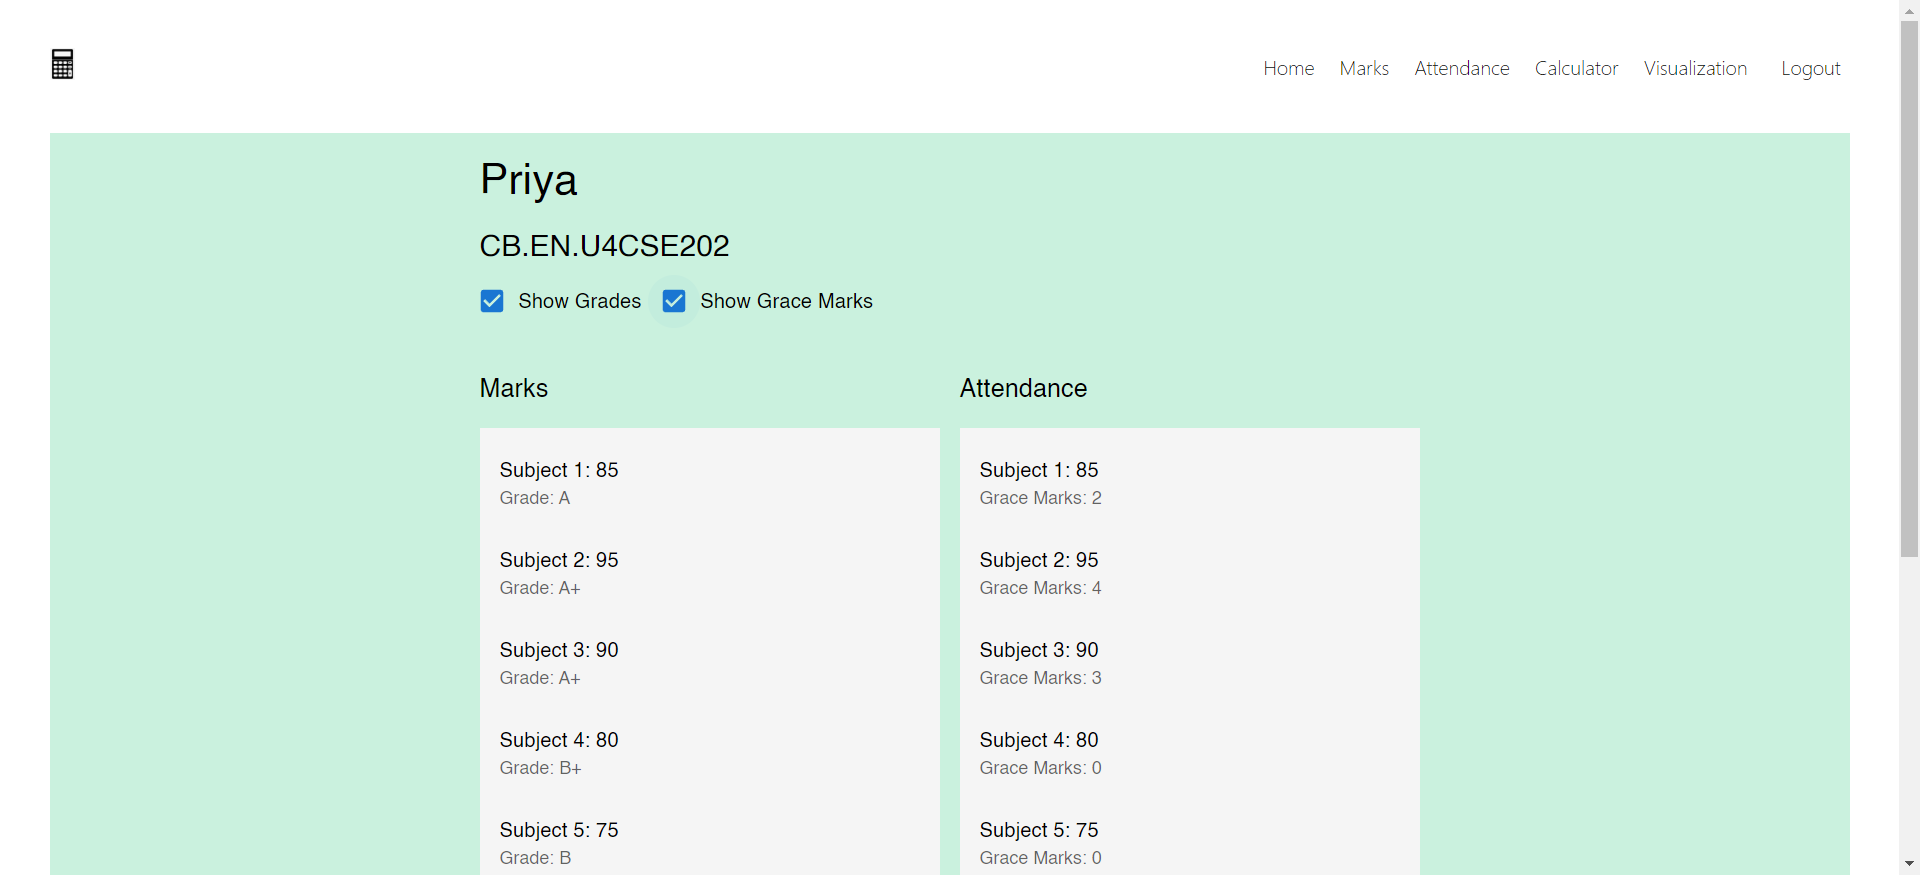 Home Marks Attendance Calculator Visualization Logout
Priya
CB.EN.U4CSE202
Show Grades Show Grace Marks
Marks
Subject 1: 85
Grade: A
Subject 2: 95
Grade: A+
Subject 3: 90
Grade: A+
Subject 4: 80
Grade: B+
Subject 5: 75
Grade: B
Attendance
Subject 1: 85
Grace Marks: 2
Subject 2: 95
Grace Marks: 4
Subject 3: 90
Grace Marks: 3
Subject 4: 80
Grace Marks: 0
Subject 5: 75
Grace Marks: 0